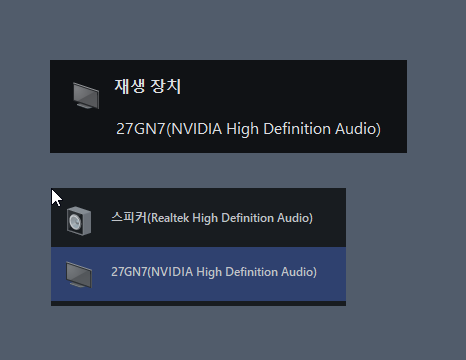 재생 장치
27GN7(NVIDIA High Definition Audio)
스피커(Realtek High Definition Audio)
27GN7(NVIDIA High Definition Audio)